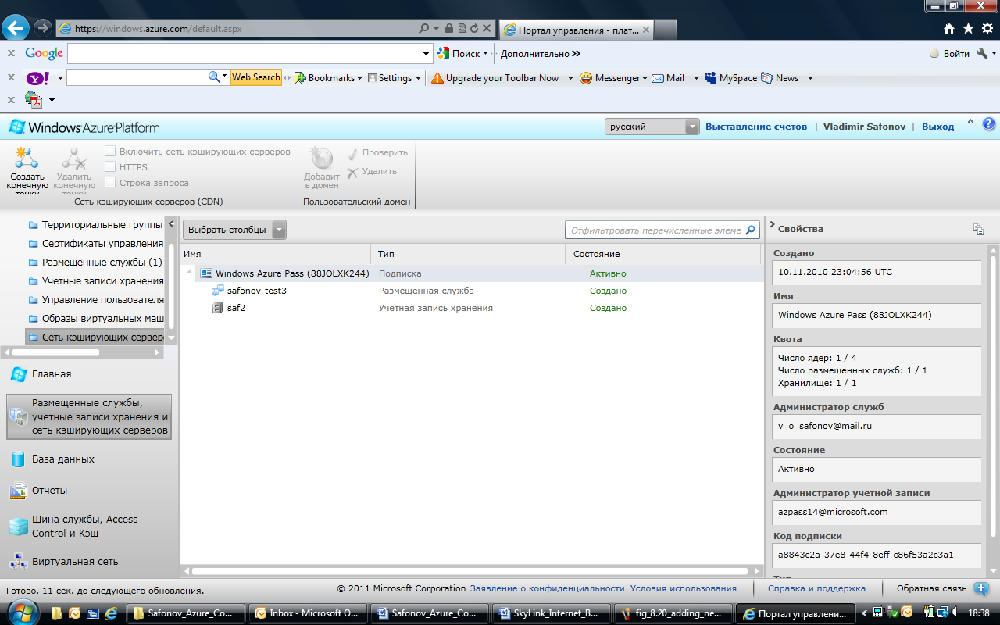 https://windows.azure.com/default.aspx
Портал управления - плат...
x Google Поиск Дополнительно >> Войти
x Y! Web Search Bookmarks Settings Upgrade your Toolbar Now Messenger Mail MySpace News
x
Windows Azure Platform
русский Выставление счетов | Vladimir Safonov | Выход
Создать конечную
Удалить конечную
Включить сеть кэширующих серверов
HTTPS
Строка запроса
Сеть кэширующих серверов (CDN)
Добавит
ь домен
Проверить
Удалить
Пользовательский домен
Территориальные группы
Сертификаты управления
Размещенные службы (1)
Учетные записи хранения
Управление пользователя
Образы виртуальных маш
Сеть кэширующих сервер
Главная
Размещенные службы,
учетные записи хранения и
сеть кэширующих серверов
База данных
Отчеты
Шина службы, Access
Control и Кэш
Виртуальная сеть
Выбрать столбцы
Отфильтровать перечисленные элеме
Имя Тип Состояние
Windows Azure Pass (88JOLXK244) Подписка Активно
safonov-test3 Размещенная служба Создано
saf2 Учетная запись хранения Создано
Свойства
Создано
10.11.2010 23:04:56 UTC
Имя
Windows Azure Pass (88JOLXK244)
Квота
Число ядер: 1 / 4
Число размещенных служб: 1 / 1
Хранилище: 1 / 1
Администратор служб
v_o_safonov@mail.ru
Состояние
Активно
Администратор учетной записи
azpass14@microsoft.com
Код подписки
a8843c2a-37e8-44f4-8eff-c86f53a2c3a1
Готово. 11 сек. до следующего обновления.
© 2011 Microsoft Corporation Заявление о конфиденциальности Условия использования
Справка и поддержка
Обратная связь
Safonov_Azure_Co... Inbox - Microsoft O... Safonov_Azure_Co... SkyLink_Internet_B... fig_8.20_adding_ne... Портал управлени... 18:38